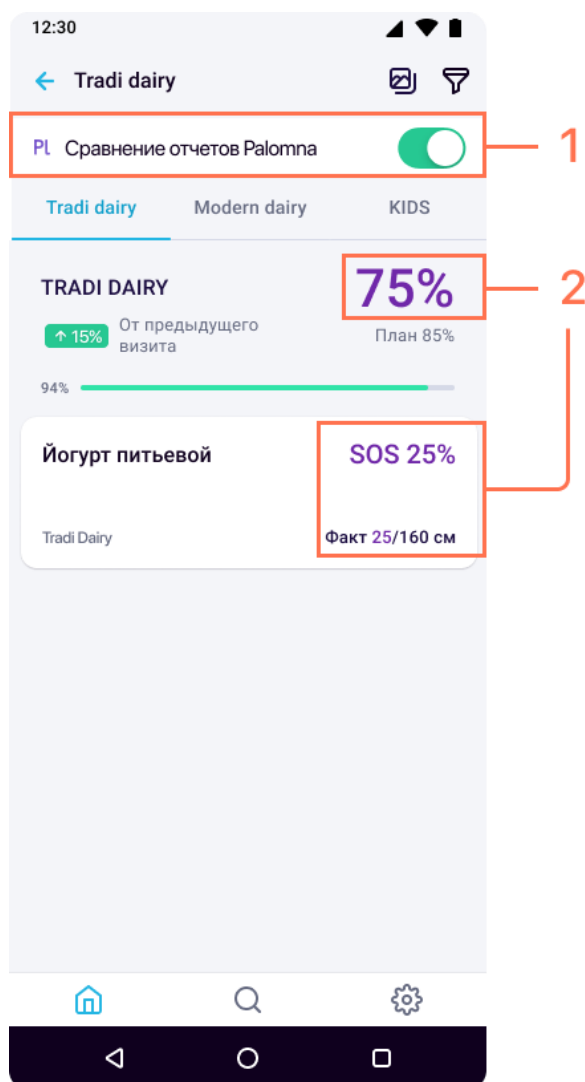 12:30
Tradi dairy
Pl Сравнение отчетов Palomna
1
Tradi dairy Modern dairy KIDS
TRADI DAIRY
75%
2
↑ 15% От предыдущего
визита
План 85%
94%
Йогурт питьевой
SOS 25%
Tradi Dairy
Факт 25/160 см